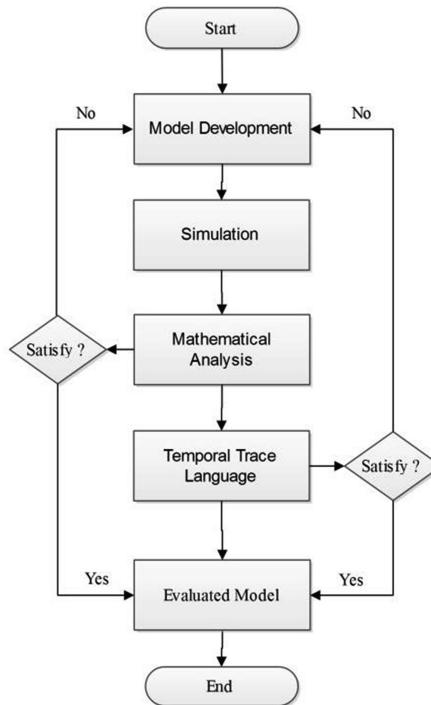 Start
No
No
Model Development
Simulation
Satisfy ?
Mathematical
Analysis
Temporal Trace
Language
Satisfy ?
Yes
Yes
Evaluated Model
End